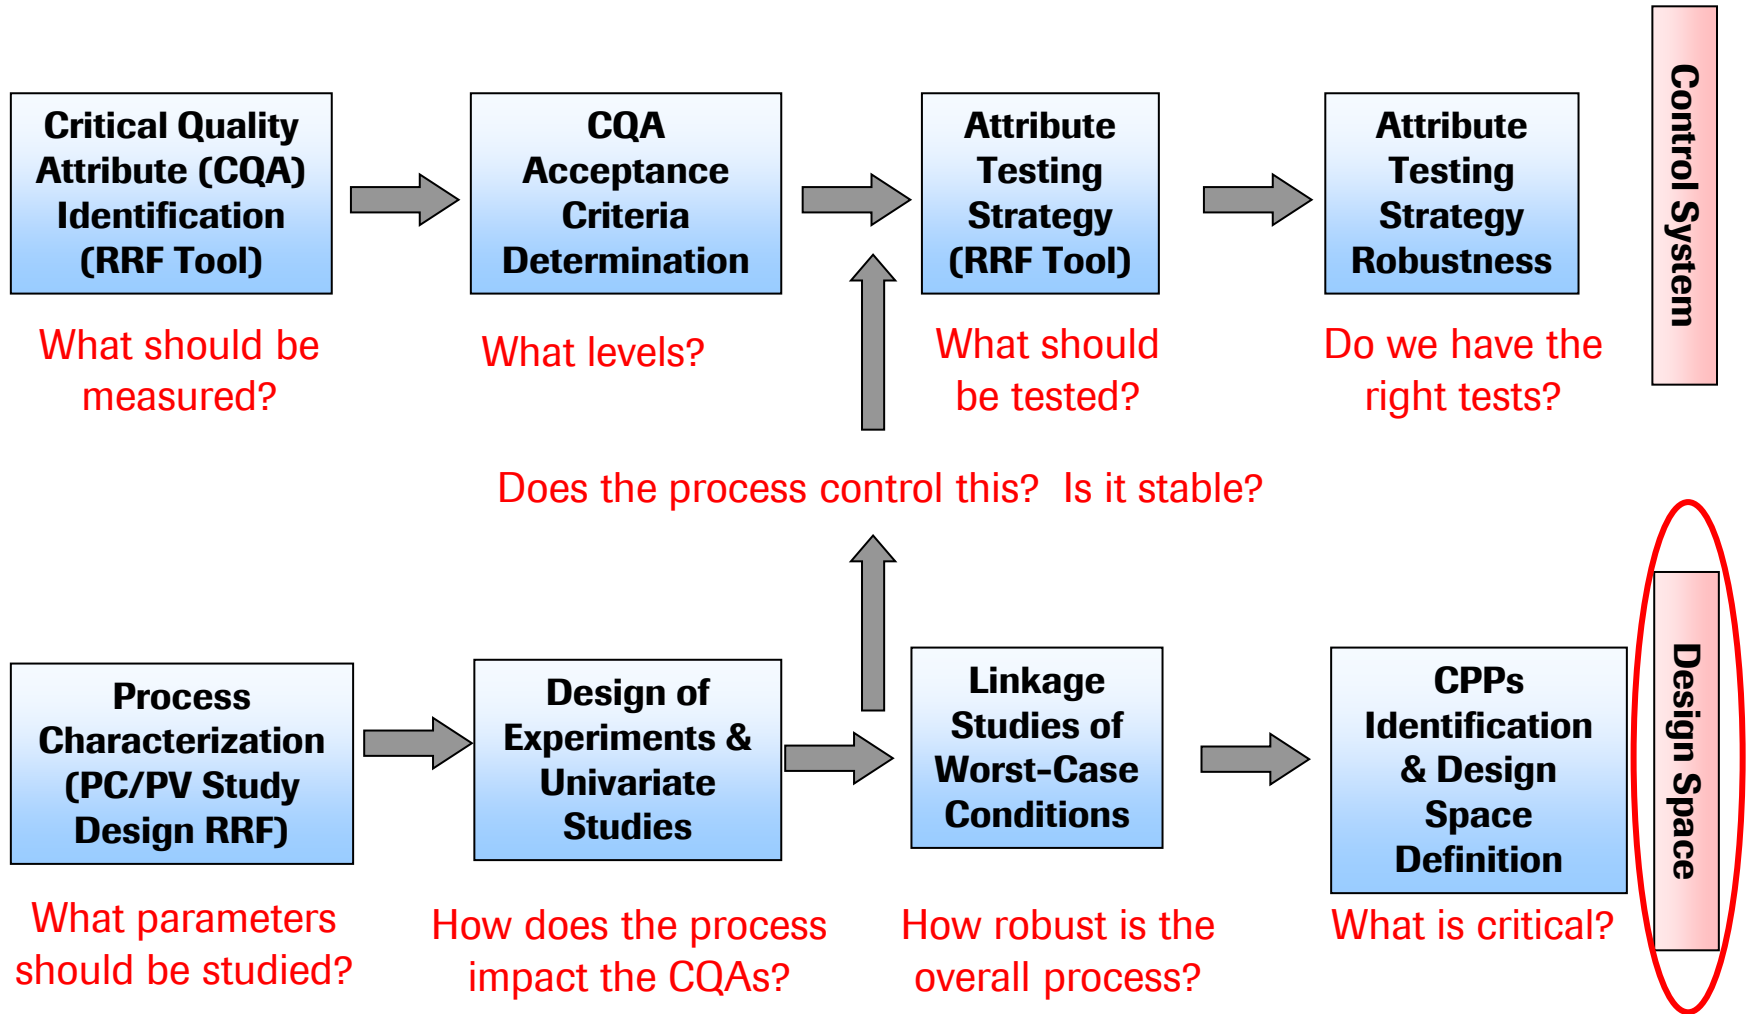 Critical Quality
Attribute (CQA)
Identification
(RRF Tool)
CQA
Acceptance
Criteria
Determination
Attribute
Testing
Strategy
(RRF Tool)
Attribute
Testing
Strategy
Robustness
Control System
What should be
measured?
What levels?
What should
be tested?
Do we have the
right tests?
Does the process control this?  Is it stable?
Process
Characterization
(PC/PV Study
Design RRF)
Design of
Experiments &
Univariate
Studies
Linkage
Studies of
Worst-Case
Conditions
CPPs
Identification
& Design
Space
Definition
Design Space
What parameters
should be studied?
How does the process
impact the CQAs?
How robust is the
overall process?
What is critical?